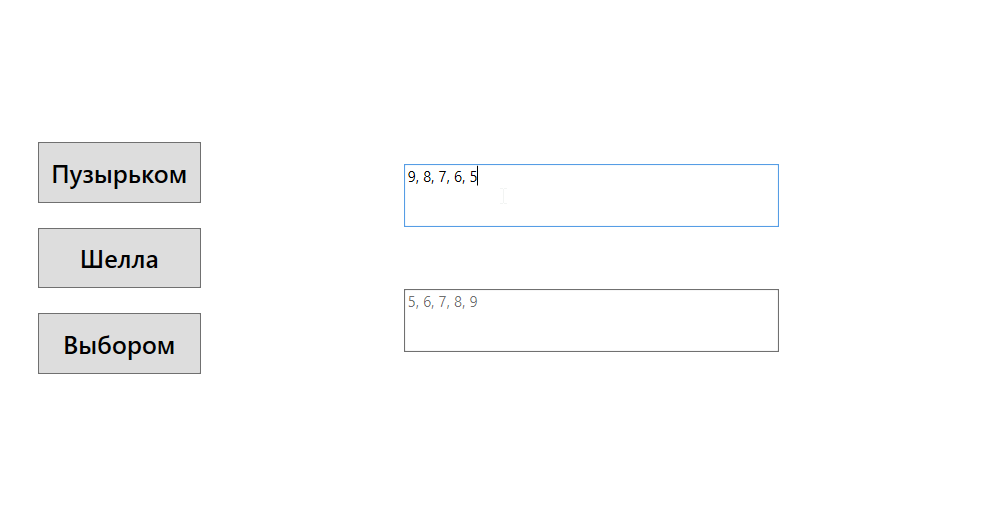 Пузырьком
9, 8, 7, 6, 5
Шелла
5, 6, 7, 8, 9
Выбором